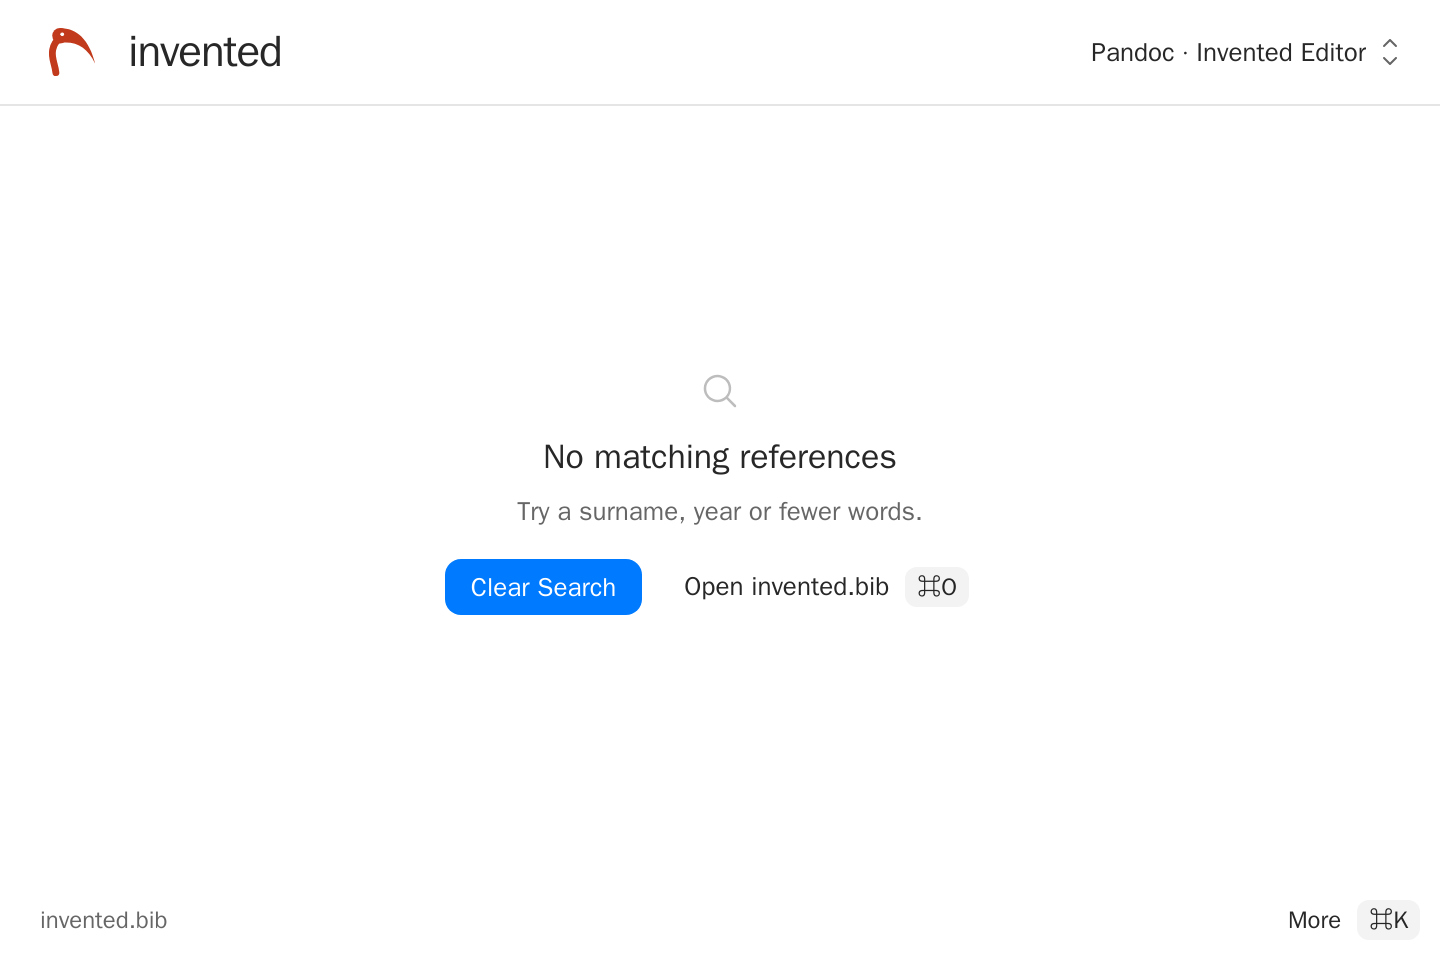 invented
Pandoc · Invented Editor
No matching references
Try a surname, year or fewer words.
Clear Search
Open invented.bib ⌘O
invented.bib
More ⌘K